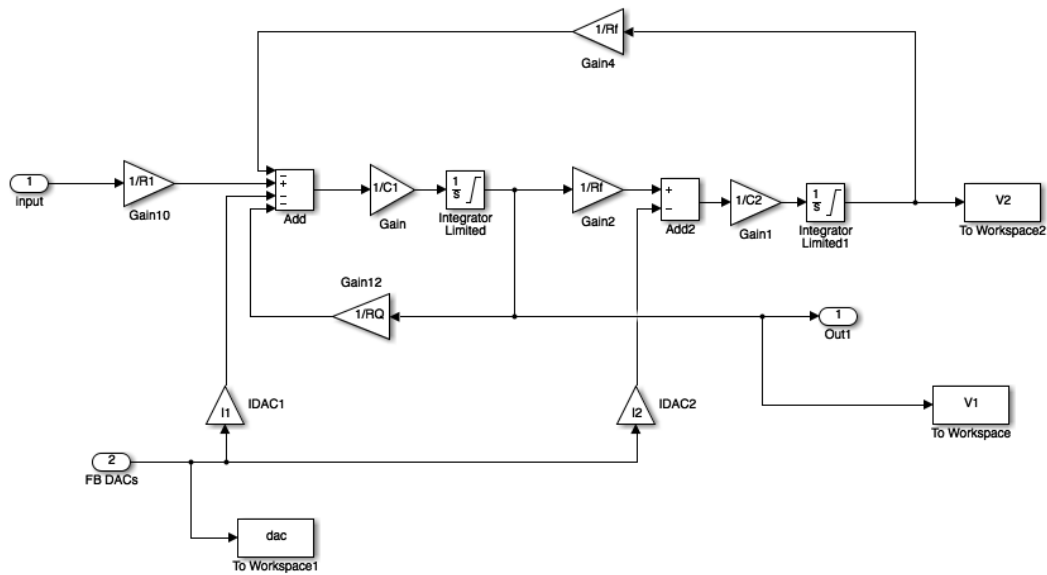 1/Rf
Gain4
1
input
1/R1
Gain10
−
+
−
−
Add
1/C1
Gain
1
s
Integrator
Limited
1/Rf
Gain2
+
−
Add2
1/C2
Gain1
1
s
Integrator
Limited1
V2
To Workspace2
Gain12
1/RQ
1
Out1
I1
IDAC1
I2
IDAC2
V1
To Workspace
2
FB DACs
dac
To Workspace1